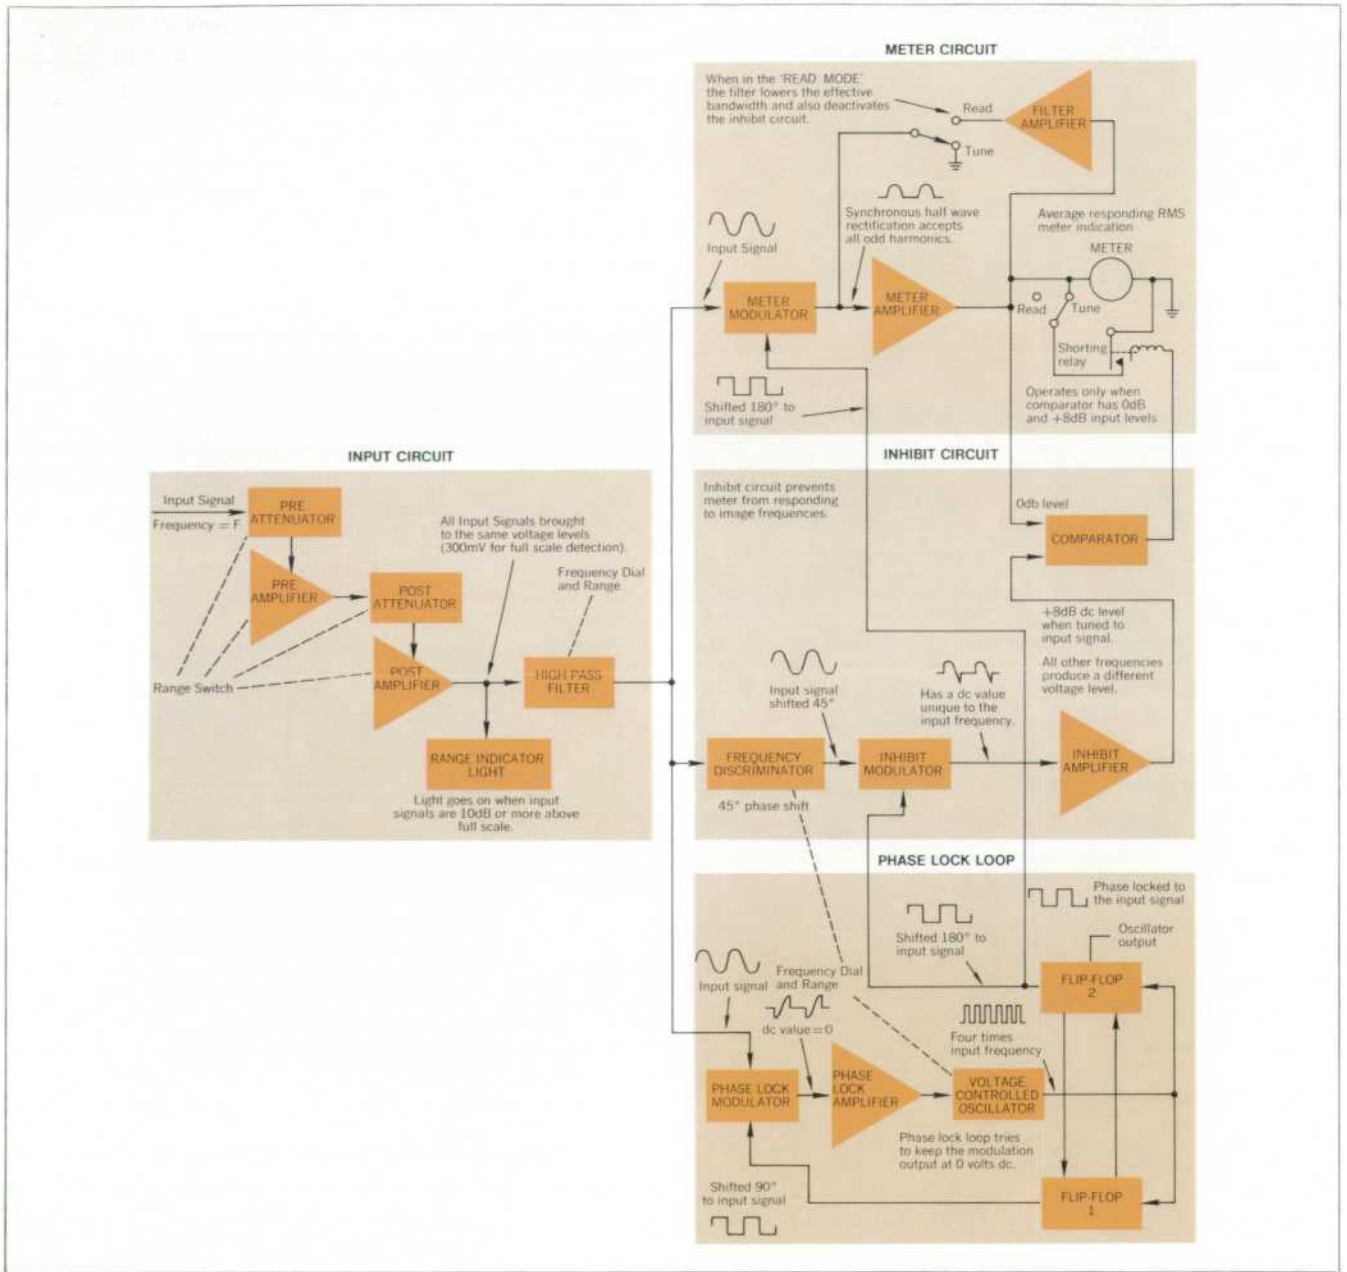 METER CIRCUIT
When in the 'READ MODE'
the filter lowers the effective
bandwidth and also deactivates
the inhibit circuit.
Read
FILTER
AMPLIFIER
Tune
Synchronous half wave
rectification accepts
all odd harmonics.
Average responding RMS
meter indication
METER
Input Signal
METER
MODULATOR
METER
AMPLIFIER
Read
Tune
Shorting
relay
Shifted 180° to
input signal
Operates only when
comparator has 0dB
and +8dB input levels
INPUT CIRCUIT
Input Signal
Frequency = F
PRE
ATTENUATOR
All Input Signals brought
to the same voltage levels
(300mV for full scale detection).
PRE
AMPLIFIER
POST
ATTENUATOR
Frequency Dial
and Range
Range Switch
POST
AMPLIFIER
HIGH PASS
FILTER
RANGE INDICATOR
LIGHT
Light goes on when input
signals are 10dB or more above
full scale.
INHIBIT CIRCUIT
Inhibit circuit prevents
meter from responding
to image frequencies.
0db level
COMPARATOR
+8dB dc level
when tuned to
input signal.
All other frequencies
produce a different
voltage level.
Input signal
shifted 45°
Has a dc value
unique to the
input frequency.
FREQUENCY
DISCRIMINATOR
45° phase shift
INHIBIT
MODULATOR
INHIBIT
AMPLIFIER
PHASE LOCK LOOP
Phase locked to
the input signal
Oscillator
output
Shifted 180° to
input signal
FLIP-FLOP
2
Input signal
Frequency Dial
and Range
dc value = 0
Four times
input frequency
PHASE LOCK
MODULATOR
PHASE
LOCK
AMPLIFIER
VOLTAGE
CONTROLLED
OSCILLATOR
Phase lock loop tries
to keep the modulation
output at 0 volts dc.
Shifted 90°
to input signal
FLIP-FLOP
1